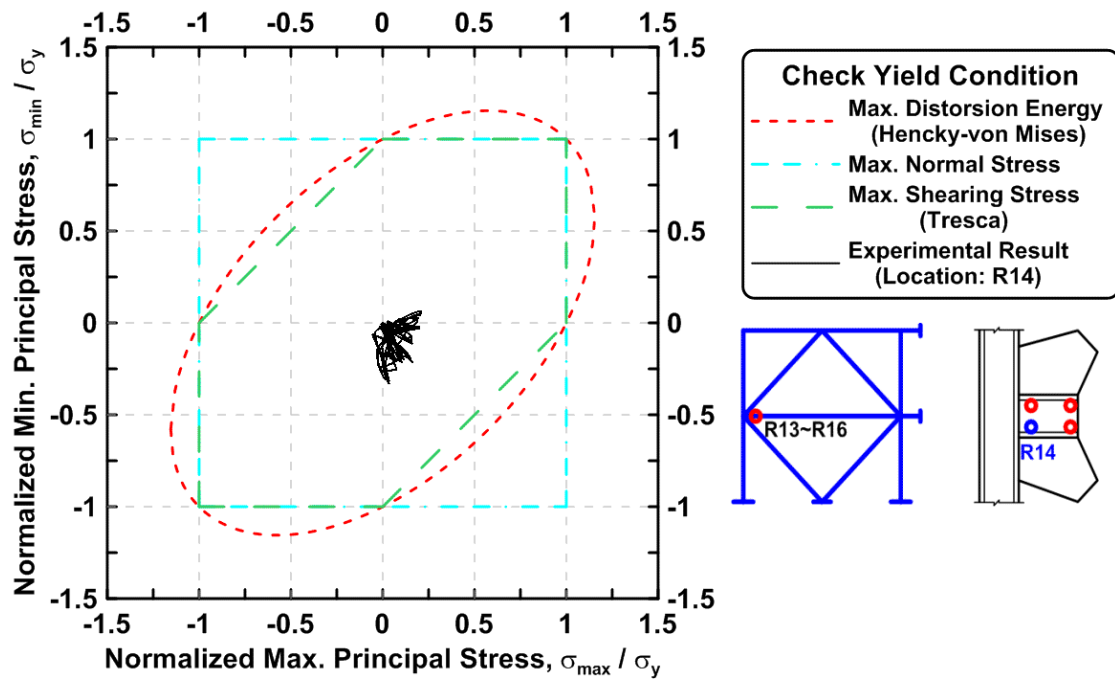 -1.5 -1 -0.5 0 0.5 1 1.5
1.5 1.5
1 1
0.5 0.5
0 0
-0.5 -0.5
-1 -1
-1.5 -1.5
-1.5 -1 -0.5 0 0.5 1 1.5
Normalized Min. Principal Stress, σmin / σy
Normalized Max. Principal Stress, σmax / σy
Check Yield Condition
Max. Distorsion Energy
(Hencky-von Mises)
Max. Normal Stress
Max. Shearing Stress
(Tresca)
Experimental Result
(Location: R14)
R13~R16
R14